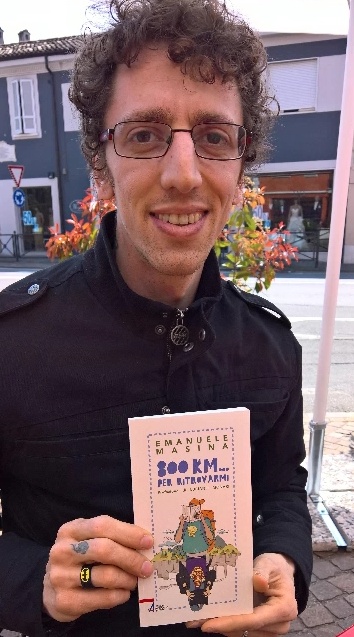 EMANUELE
MASINA
800 KM...
PER RITROVARMI